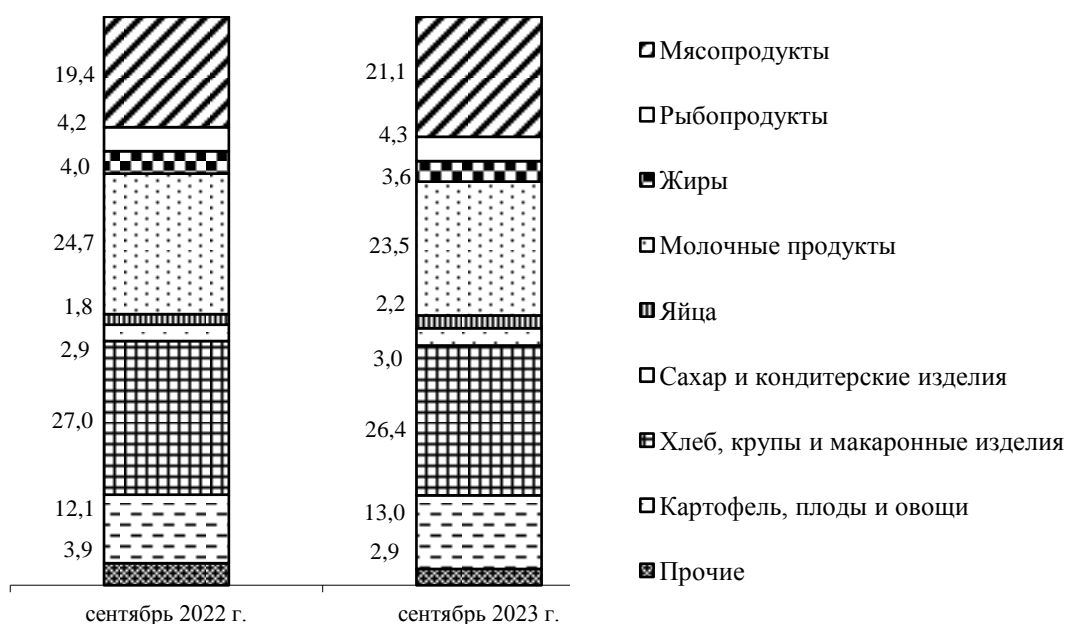 19,4
4,2
4,0
24,7
1,8
2,9
27,0
12,1
3,9
сентябрь 2022 г.
21,1
4,3
3,6
23,5
2,2
3,0
26,4
13,0
2,9
сентябрь 2023 г.
Мясопродукты
Рыбопродукты
Жиры
Молочные продукты
Яйца
Сахар и кондитерские изделия
Хлеб, крупы и макаронные изделия
Картофель, плоды и овощи
Прочие